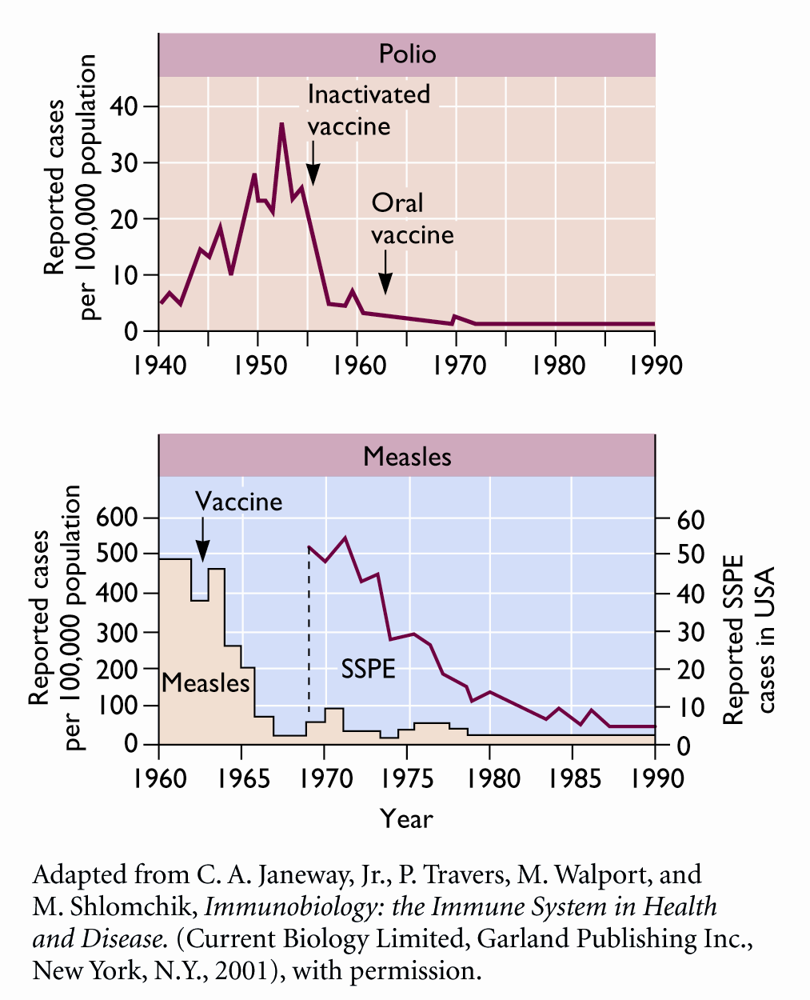 Polio
Reported cases
per 100,000 population
40
30
20
10
0
Inactivated
vaccine
Oral
vaccine
1940 1950 1960 1970 1980 1990
Measles
Reported cases
per 100,000 population
600
500
400
300
200
100
0
Vaccine
Measles
SSPE
60
50
40
30
20
10
0
Reported SSPE
cases in USA
1960 1965 1970 1975 1980 1985 1990
Year
Adapted from C. A. Janeway, Jr., P. Travers, M. Walport, and
M. Shlomchik, Immunobiology: the Immune System in Health
and Disease. (Current Biology Limited, Garland Publishing Inc.,
New York, N.Y., 2001), with permission.